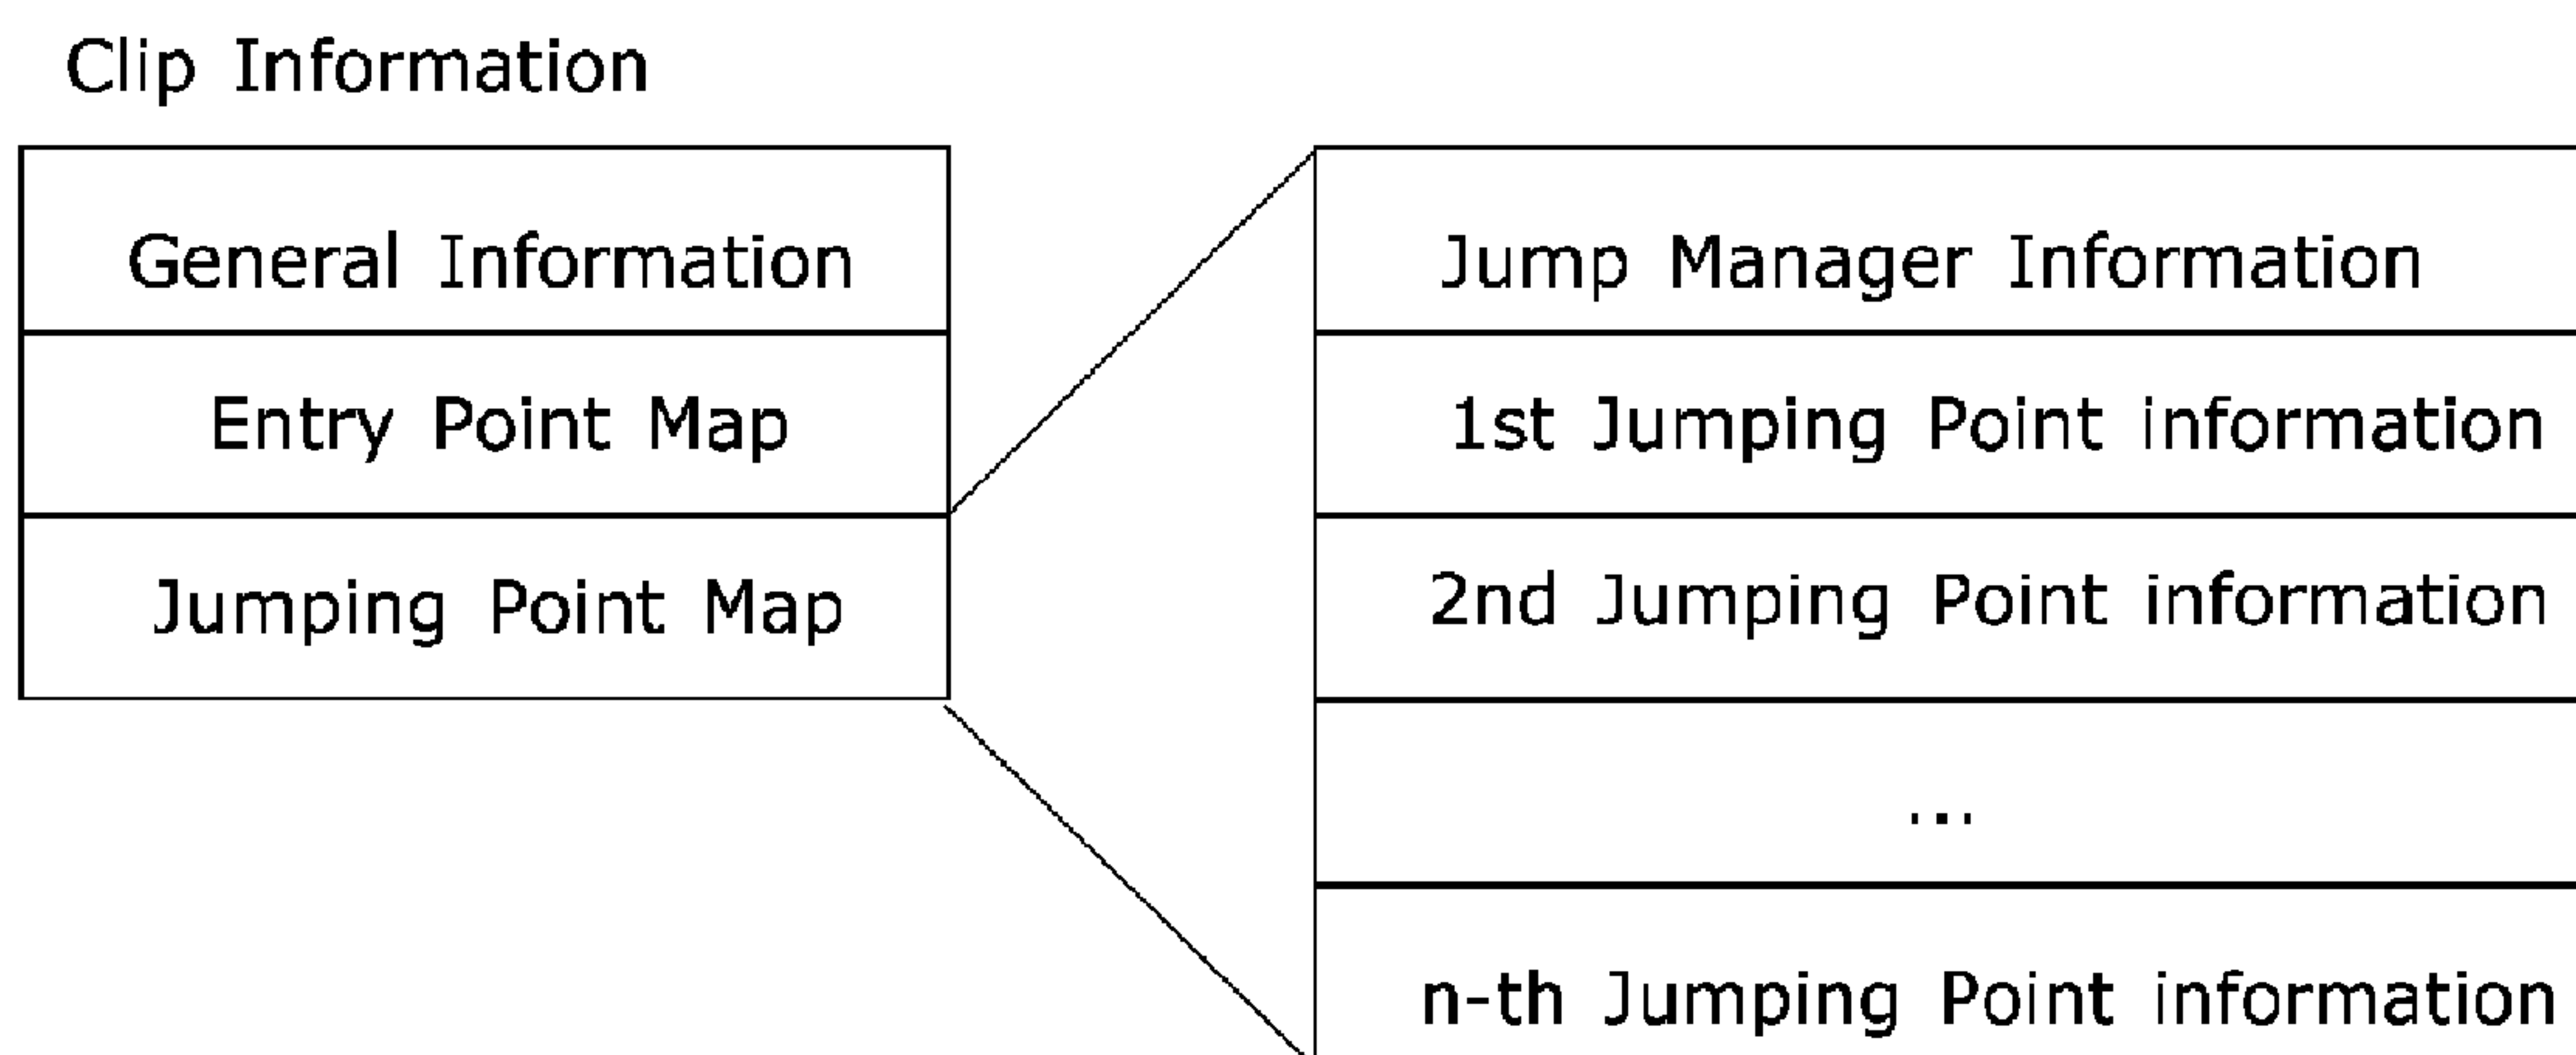 Clip Information
General Information
Entry Point Map
Jumping Point Map
Jump Manager Information
1st Jumping Point information
2nd Jumping Point information
...
n-th Jumping Point information